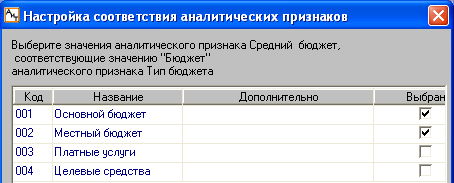 Настройка соответствия аналитических признаков
Выберите значения аналитического признака Средний бюджет,
соответствующие значению "Бюджет"
аналитического признака Тип бюджета
Код Название Дополнительно Выбран
001 Основной бюджет
002 Местный бюджет
003 Платные услуги
004 Целевые средства